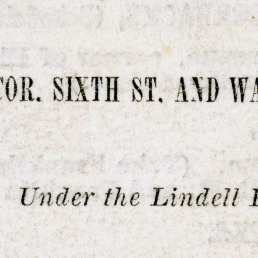 COR. SIXTH ST. AND WA
Under the Lindell H